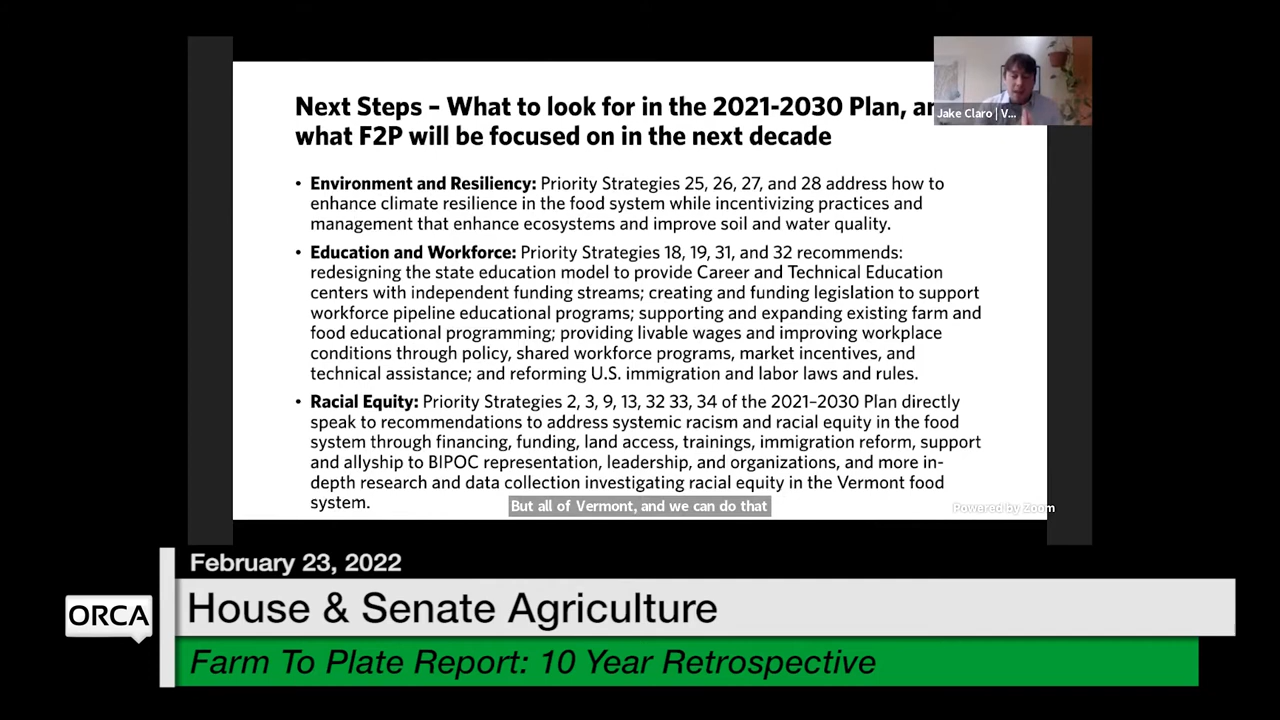 Next Steps – What to look for in the 2021-2030 Plan, an
what F2P will be focused on in the next decade
Jake Claro | V...
• Environment and Resiliency: Priority Strategies 25, 26, 27, and 28 address how to
enhance climate resilience in the food system while incentivizing practices and
management that enhance ecosystems and improve soil and water quality.
• Education and Workforce: Priority Strategies 18, 19, 31, and 32 recommends:
redesigning the state education model to provide Career and Technical Education
centers with independent funding streams; creating and funding legislation to support
workforce pipeline educational programs; supporting and expanding existing farm and
food educational programming; providing livable wages and improving workplace
conditions through policy, shared workforce programs, market incentives, and
technical assistance; and reforming U.S. immigration and labor laws and rules.
• Racial Equity: Priority Strategies 2, 3, 9, 13, 32 33, 34 of the 2021–2030 Plan directly
speak to recommendations to address systemic racism and racial equity in the food
system through financing, funding, land access, trainings, immigration reform, support
and allyship to BIPOC representation, leadership, and organizations, and more in-
depth research and data collection investigating racial equity in the Vermont food
system.
But all of Vermont, and we can do that
Powered by Zoom
February 23, 2022
ORCA
House & Senate Agriculture
Farm To Plate Report: 10 Year Retrospective